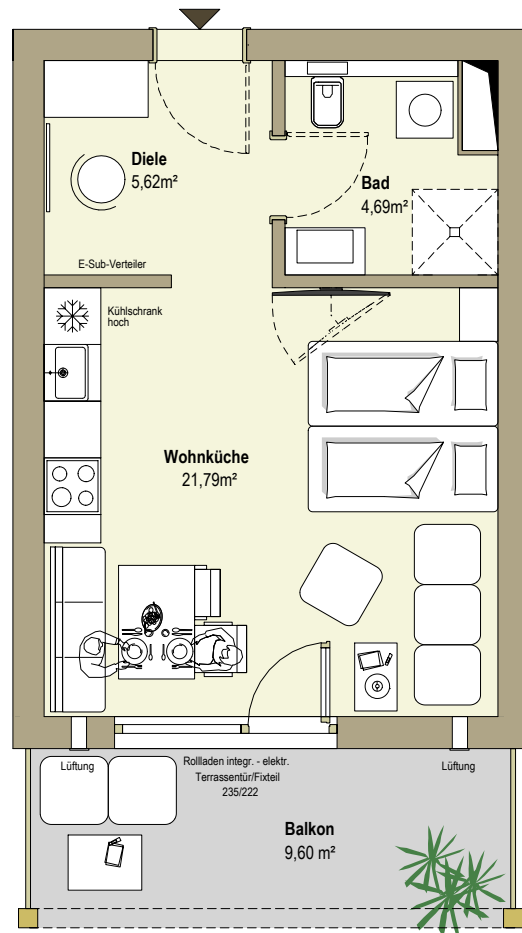 Diele
5,62m²
Bad
4,69m²
E-Sub-Verteiler
Kühlschrank
hoch
Wohnküche
21,79m²
Lüftung
Rollladen integr. - elektr.
Terrassentür/Fixteil
235/222
Lüftung
Balkon
9,60 m²